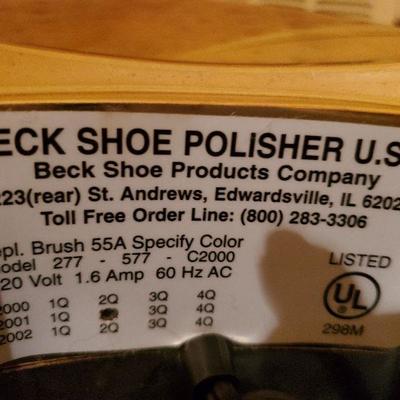 ECK SHOE POLISHER U.S
Beck Shoe Products Company
223(rear) St. Andrews, Edwardsville, IL 6202
Toll Free Order Line: (800) 283-3306
epl. Brush 55A Specify Color
odel 277 - 577 - C2000
20 Volt 1.6 Amp 60 Hz AC
2000 1Q 2Q 3Q 4Q
2001 1Q 3Q 4Q
2002 1Q 2Q 3Q 4Q
LISTED
UL
298M